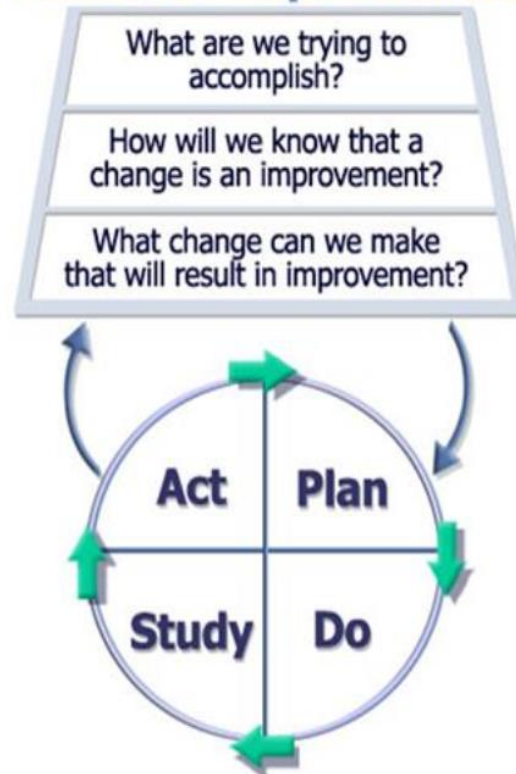 What are we trying to
accomplish?
How will we know that a
change is an improvement?
What change can we make
that will result in improvement?
Act Plan
Study Do